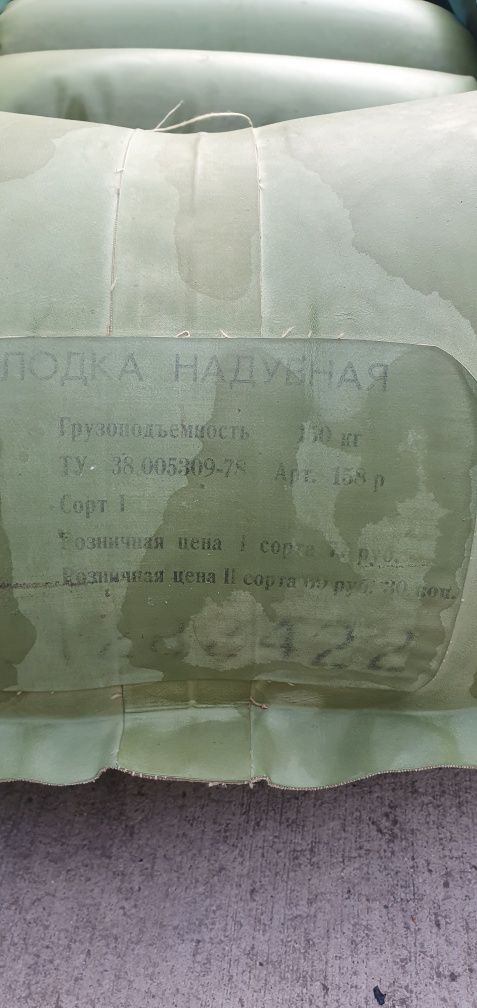 ЛОДКА НАДУВНАЯ
Грузоподъемность 150 кг
ТУ 38.005309-78 Арт. 158 р
Сорт I
Розничная цена I сорта руб.
Розничная цена II сорта руб. 30 коп.
422